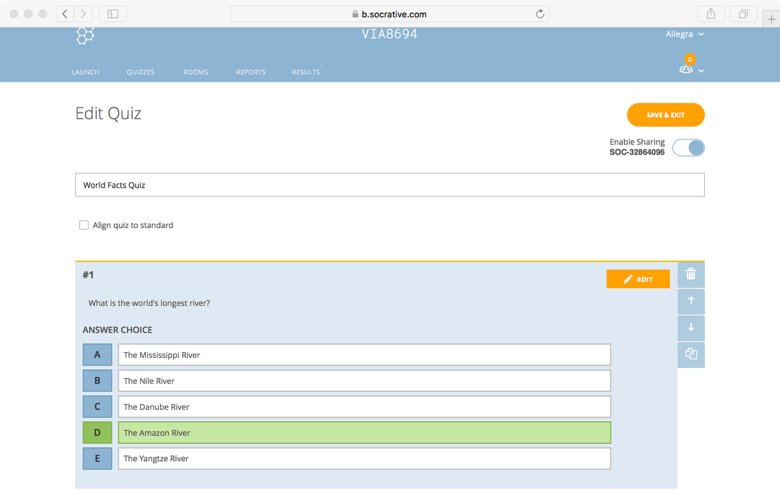 b.socrative.com
VIA8694
Allegra
LAUNCH QUIZZES ROOMS REPORTS RESULTS
0
Edit Quiz
SAVE & EXIT
Enable Sharing
SOC-32864096
World Facts Quiz
Align quiz to standard
#1
EDIT
What is the world's longest river?
ANSWER CHOICE
A The Mississippi River
B The Nile River
C The Danube River
D The Amazon River
E The Yangtze River